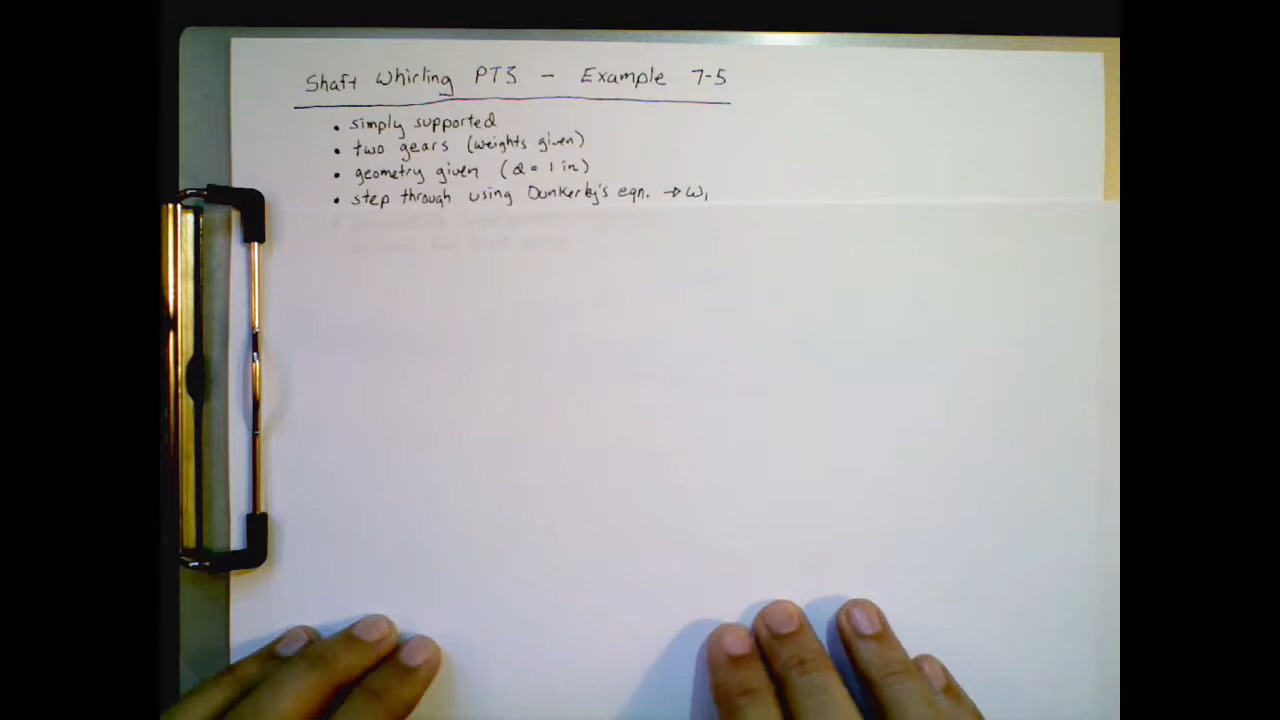 Shaft Whirling PT3 - Example 7-5
• simply supported
• two gears (weights given)
• geometry given (d = 1 in)
• step through using Dunkerley's eqn. → ω₁